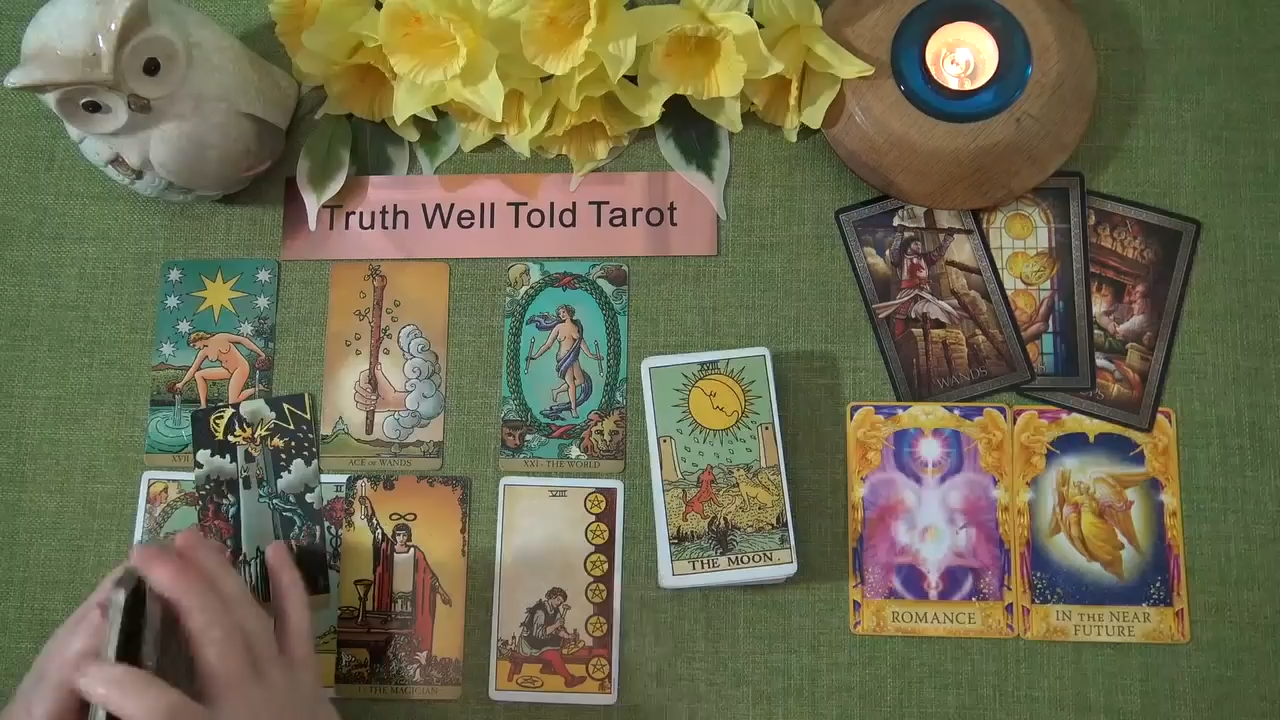 Truth Well Told Tarot
XVII
ACE OF WANDS
XXI - THE WORLD
XVIII
THE MOON.
WANDS
II
I THE MAGICIAN
VIII
ROMANCE
IN THE NEAR
FUTURE